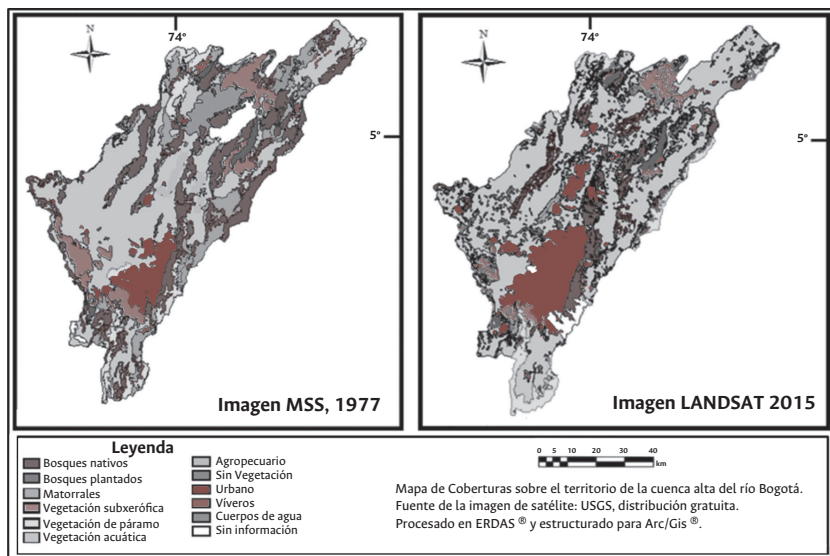 N
74°
5°
Imagen MSS, 1977
N
74°
5°
Imagen LANDSAT 2015
Leyenda
Bosques nativos
Bosques plantados
Matorrales
Vegetación subxerófica
Vegetación de páramo
Vegetación acuática
Agropecuario
Sin Vegetación
Urbano
Víveros
Cuerpos de agua
Sin información
0 5 10 20 30 40
km
Mapa de Coberturas sobre el territorio de la cuenca alta del río Bogotá.
Fuente de la imagen de satélite: USGS, distribución gratuita.
Procesado en ERDAS ® y estructurado para Arc/Gis ®.